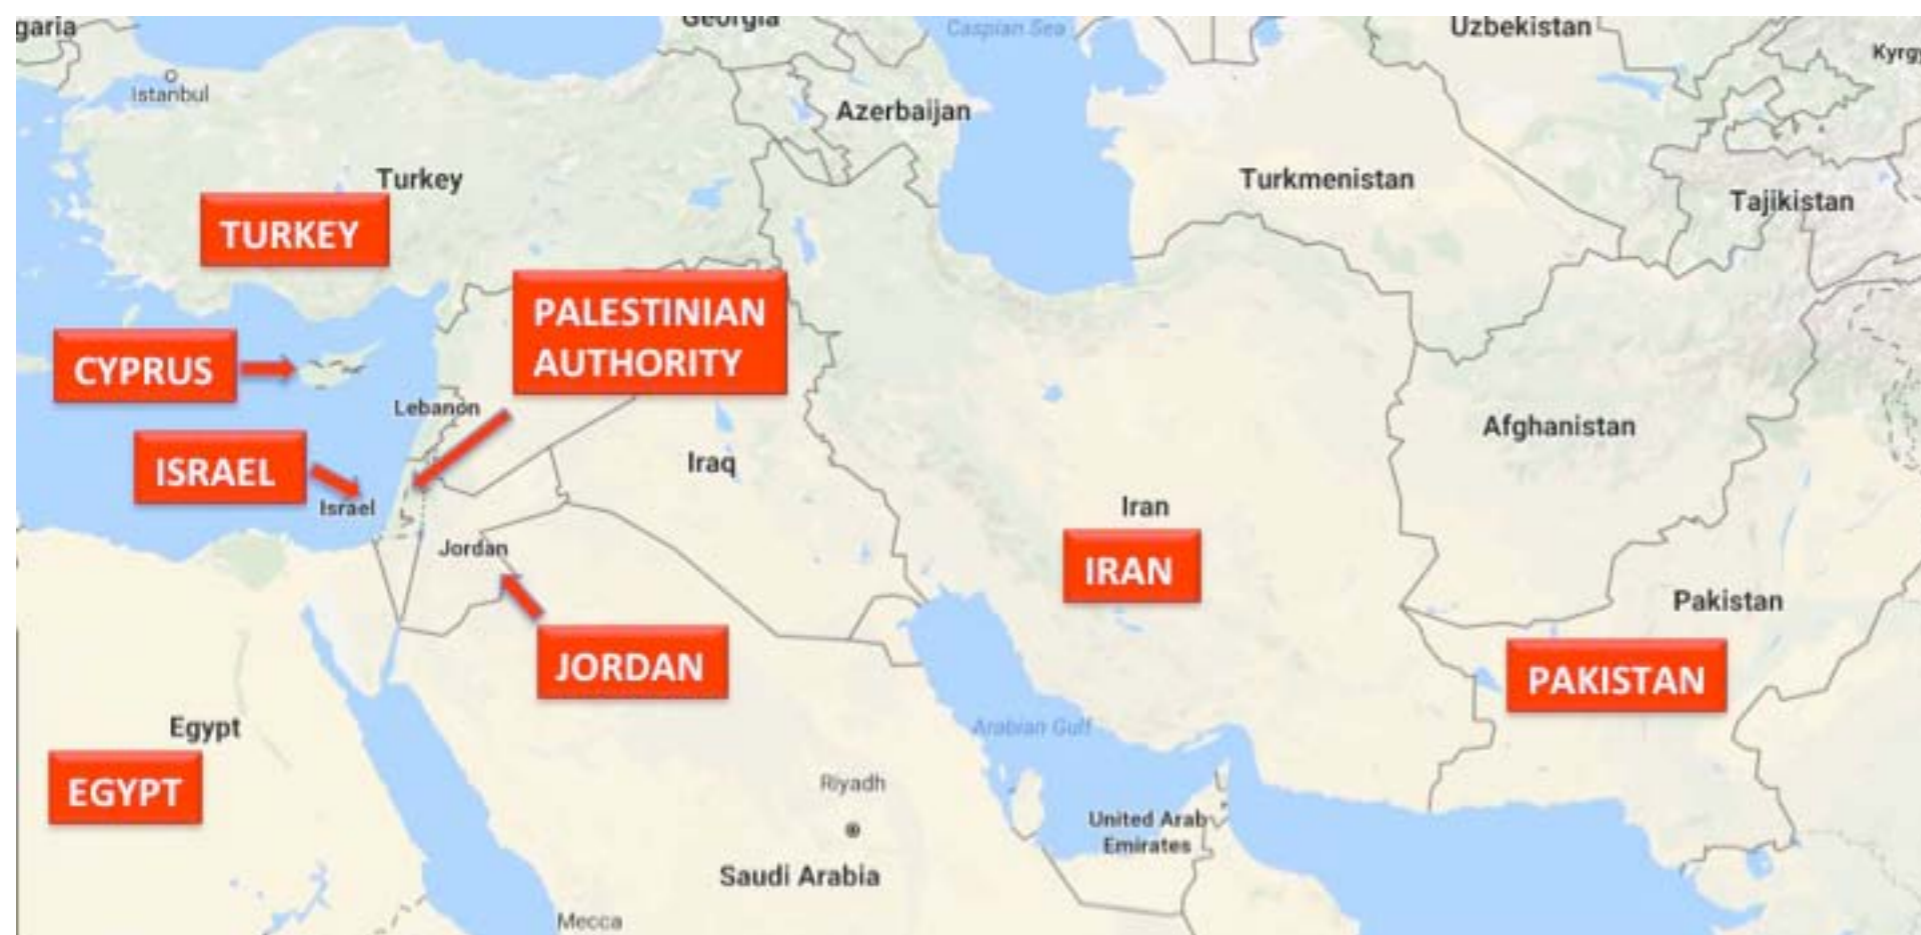 garia
Georgia
Caspian Sea
Uzbekistan
Kyrgy
Istanbul
Azerbaijan
Turkey
Turkmenistan
Tajikistan
TURKEY
PALESTINIAN
AUTHORITY
CYPRUS
Lebanon
Afghanistan
ISRAEL
Iraq
Israel
Iran
Jordan
IRAN
Pakistan
JORDAN
PAKISTAN
Egypt
Arabian Gulf
EGYPT
Riyadh
United Arab
Emirates
Saudi Arabia
Mecca